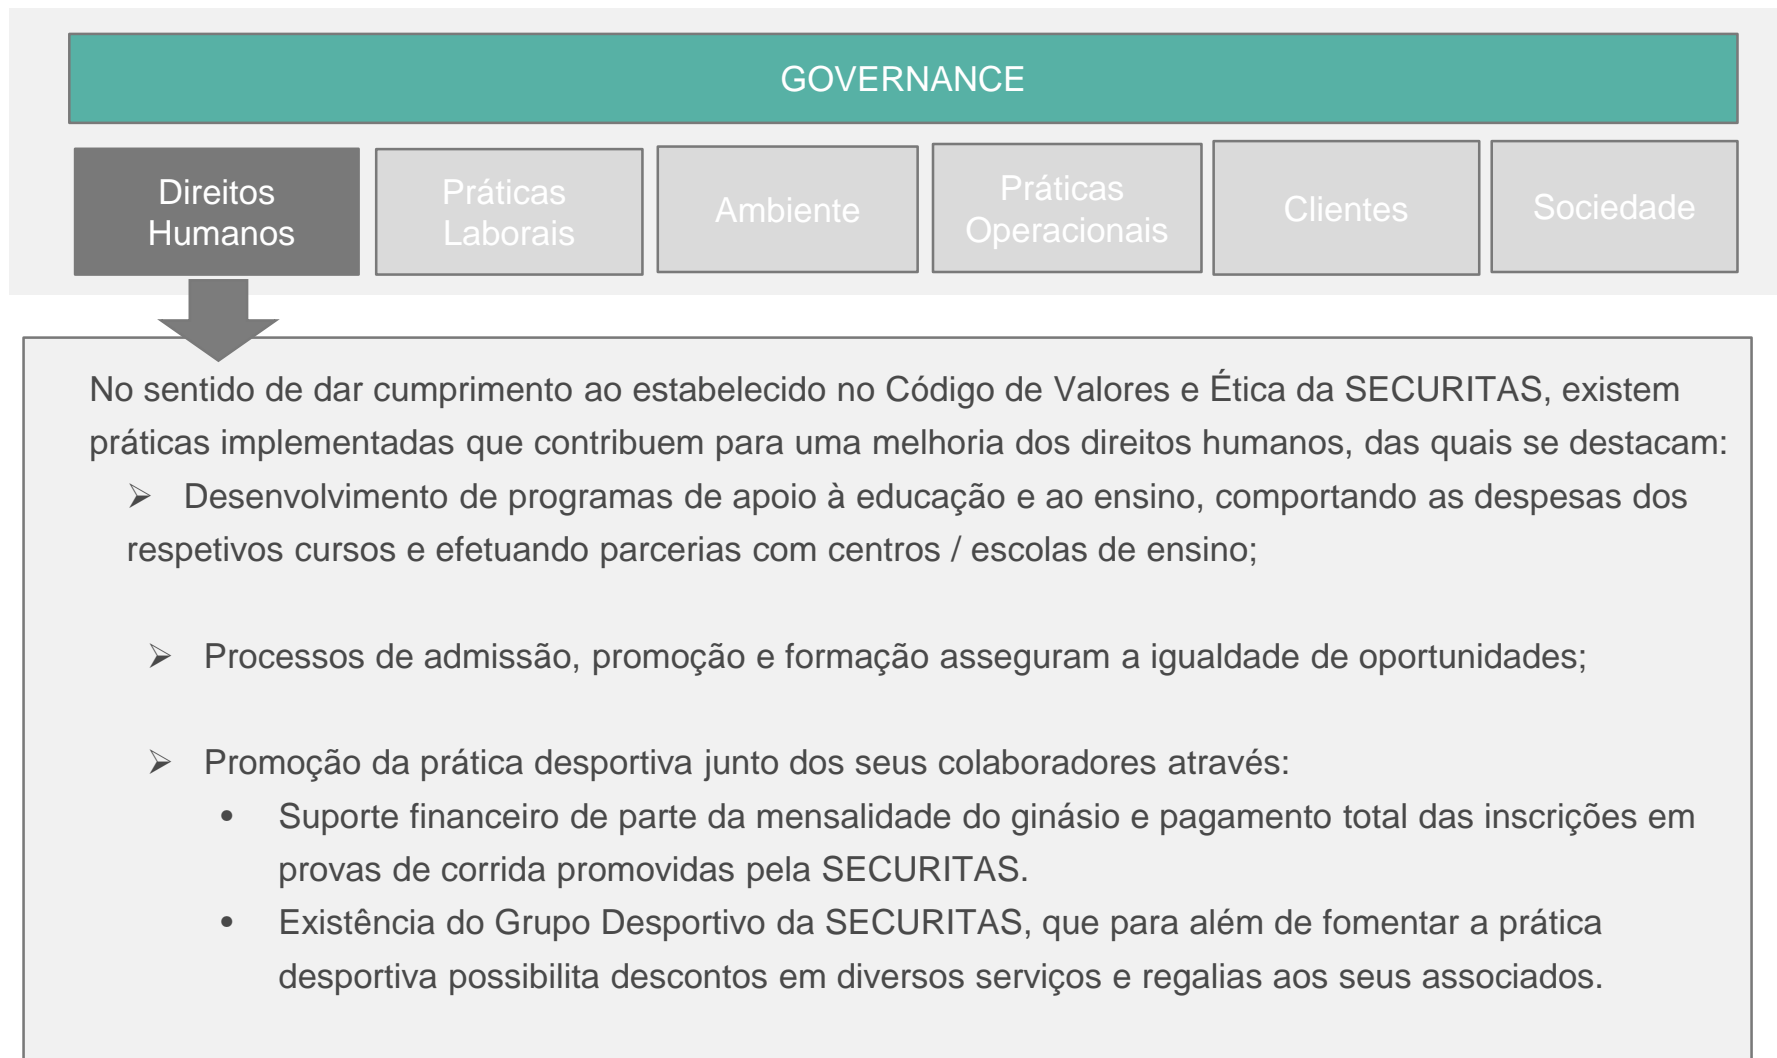 GOVERNANCE
Direitos
Humanos
Práticas
Laborais
Ambiente
Práticas
Operacionais
Clientes
Sociedade
No sentido de dar cumprimento ao estabelecido no Código de Valores e Ética da SECURITAS, existem
práticas implementadas que contribuem para uma melhoria dos direitos humanos, das quais se destacam:
➢ Desenvolvimento de programas de apoio à educação e ao ensino, comportando as despesas dos
respetivos cursos e efetuando parcerias com centros / escolas de ensino;
➢ Processos de admissão, promoção e formação asseguram a igualdade de oportunidades;
➢ Promoção da prática desportiva junto dos seus colaboradores através:
• Suporte financeiro de parte da mensalidade do ginásio e pagamento total das inscrições em
provas de corrida promovidas pela SECURITAS.
• Existência do Grupo Desportivo da SECURITAS, que para além de fomentar a prática
desportiva possibilita descontos em diversos serviços e regalias aos seus associados.